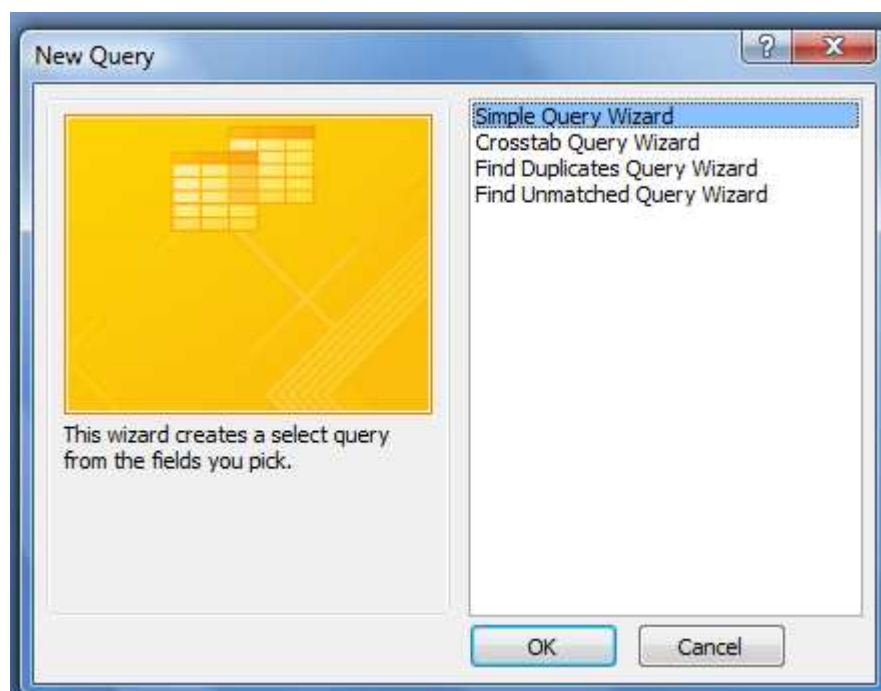 New Query
Simple Query Wizard
Crosstab Query Wizard
Find Duplicates Query Wizard
Find Unmatched Query Wizard
This wizard creates a select query
from the fields you pick.
OK
Cancel